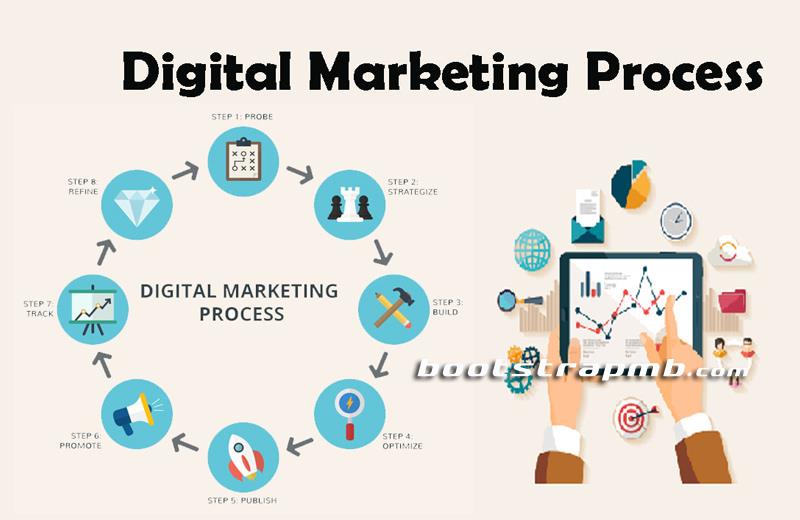 Digital Marketing Process
STEP 1: PROBE
STEP 2:
STRATEGIZE
STEP 3:
BUILD
STEP 4:
OPTIMIZE
STEP 5: PUBLISH
STEP 6:
PROMOTE
STEP 7:
TRACK
STEP 8:
REFINE
DIGITAL MARKETING
PROCESS
bootstrapmb.com